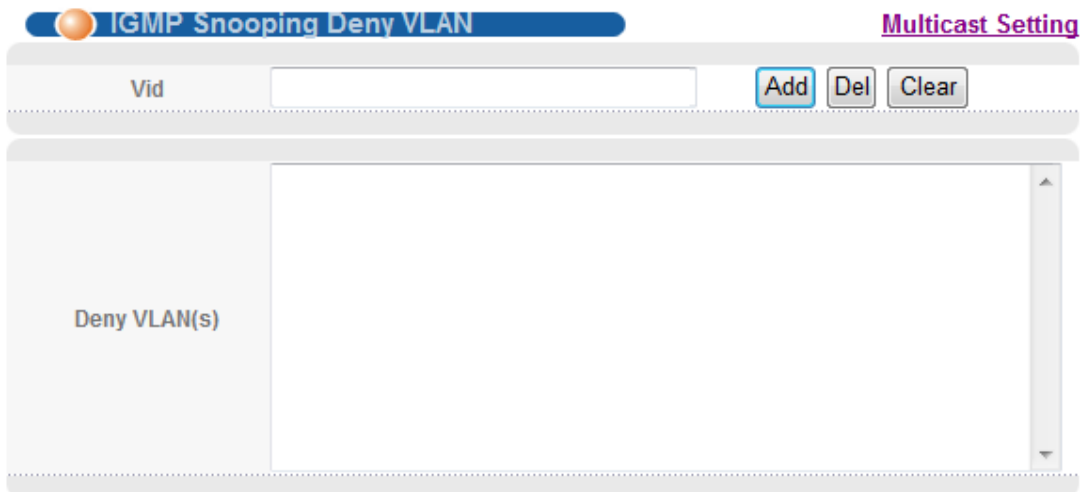 IGMP Snooping Deny VLAN Multicast Setting
Vid Add Del Clear
Deny VLAN(s)